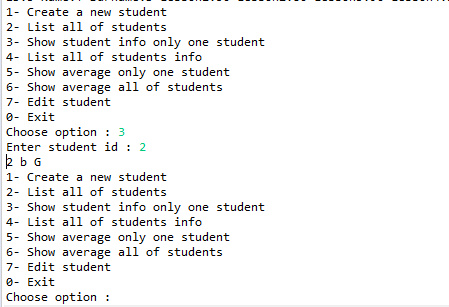 1- Create a new student
2- List all of students
3- Show student info only one student
4- List all of students info
5- Show average only one student
6- Show average all of students
7- Edit student
0- Exit
Choose option : 3
Enter student id : 2
2 b G
1- Create a new student
2- List all of students
3- Show student info only one student
4- List all of students info
5- Show average only one student
6- Show average all of students
7- Edit student
0- Exit
Choose option :